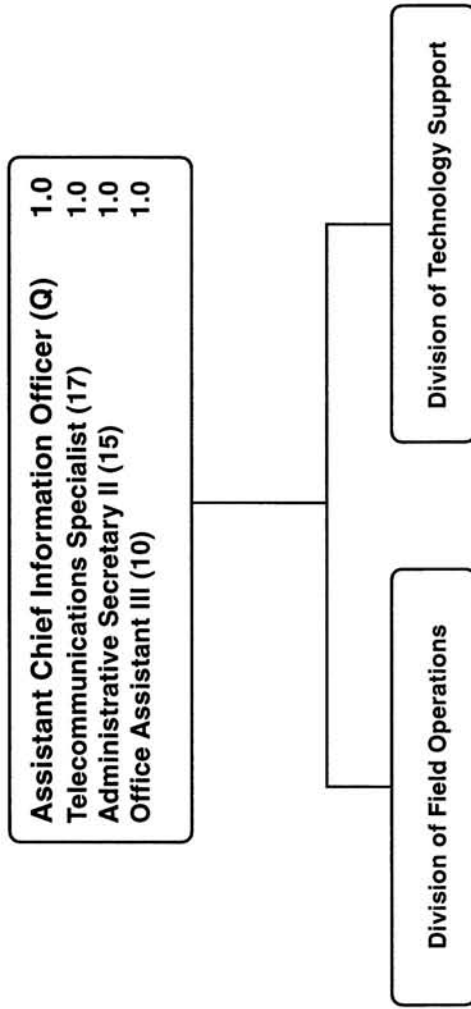 Assistant Chief Information Officer (Q) 1.0
Telecommunications Specialist (17) 1.0
Administrative Secretary II (15) 1.0
Office Assistant III (10) 1.0
Division of Field Operations
Division of Technology Support